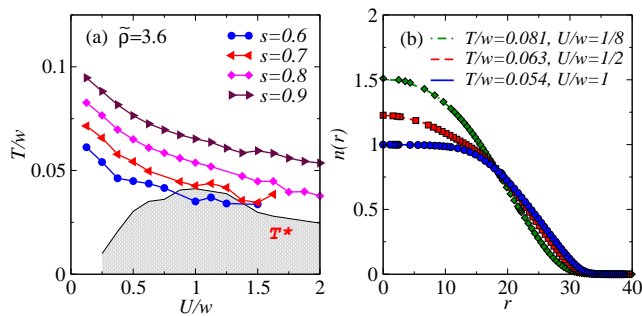 (a) ρ̃=3.6
s=0.6
s=0.7
s=0.8
s=0.9
T/w
0.1
0.05
0
T*
0 0.5 1 1.5 2
U/w
(b)
T/w=0.081, U/w=1/8
T/w=0.063, U/w=1/2
T/w=0.054, U/w=1
n(r)
2
1.5
1
0.5
0
0 10 20 30 40
r